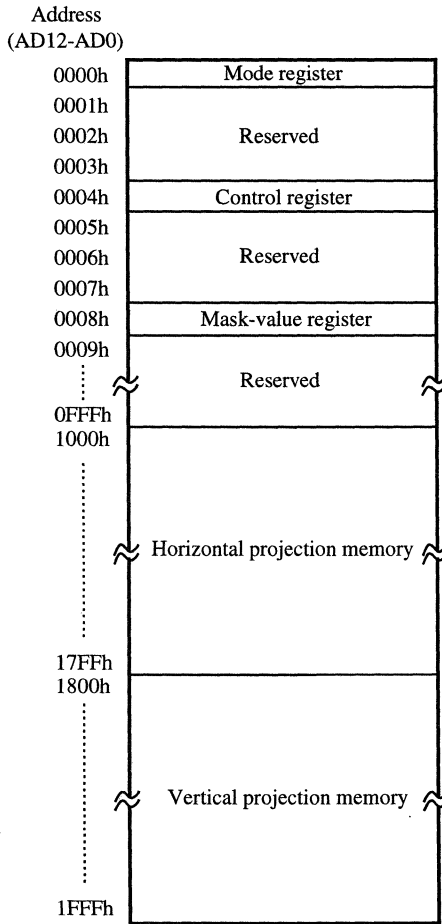 Address
(AD12-AD0)
0000h Mode register
0001h
0002h Reserved
0003h
0004h Control register
0005h
0006h Reserved
0007h
0008h Mask-value register
0009h
Reserved
0FFFh
1000h
Horizontal projection memory
17FFh
1800h
Vertical projection memory
1FFFh